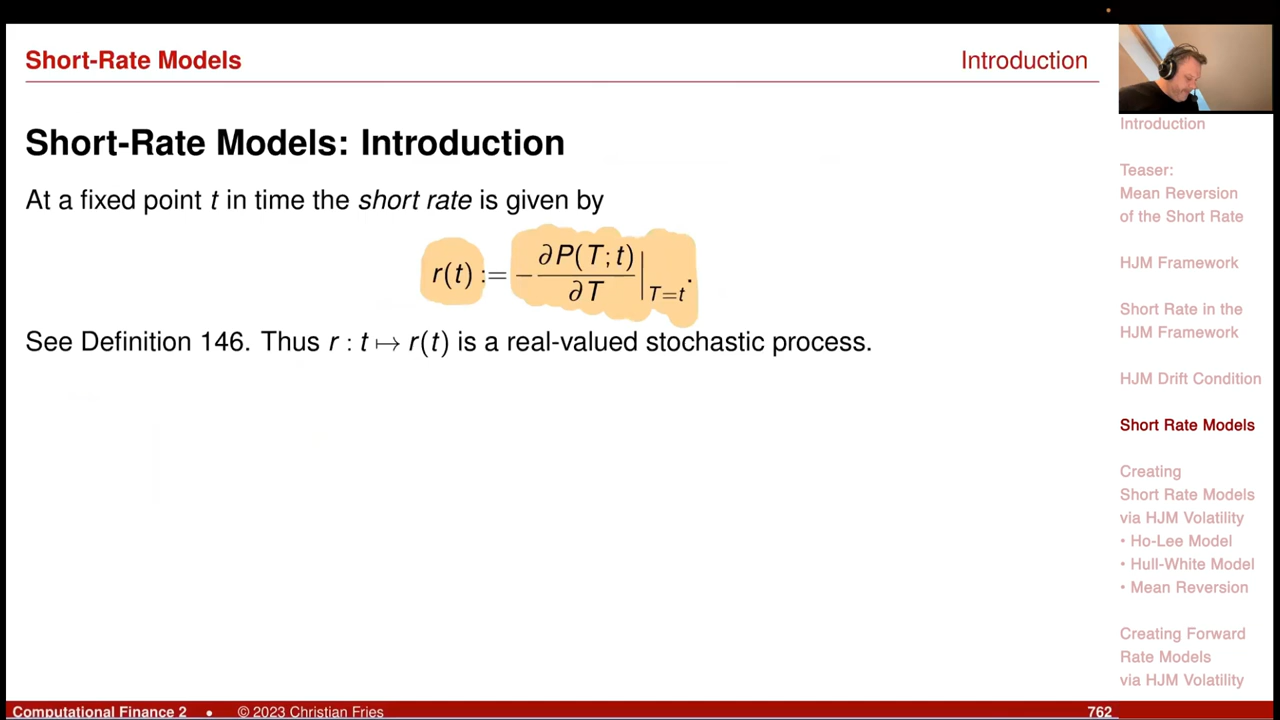 Short-Rate Models
Introduction
Short-Rate Models: Introduction
At a fixed point t in time the short rate is given by
r(t) := − ∂P(T; t) / ∂T |_{T=t}.
See Definition 146. Thus r : t ↦ r(t) is a real-valued stochastic process.
Introduction
Teaser:
Mean Reversion
of the Short Rate
HJM Framework
Short Rate in the
HJM Framework
HJM Drift Condition
Short Rate Models
Creating
Short Rate Models
via HJM Volatility
• Ho-Lee Model
• Hull-White Model
• Mean Reversion
Creating Forward
Rate Models
via HJM Volatility
Computational Finance 2 • © 2023 Christian Fries
762